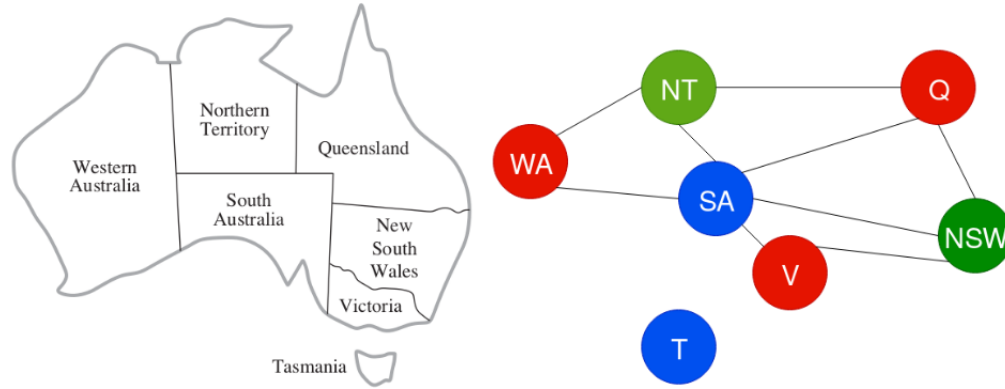 Northern
Territory
Western
Australia
Queensland
South
Australia
New
South
Wales
Victoria
Tasmania
NT
Q
WA
SA
NSW
V
T